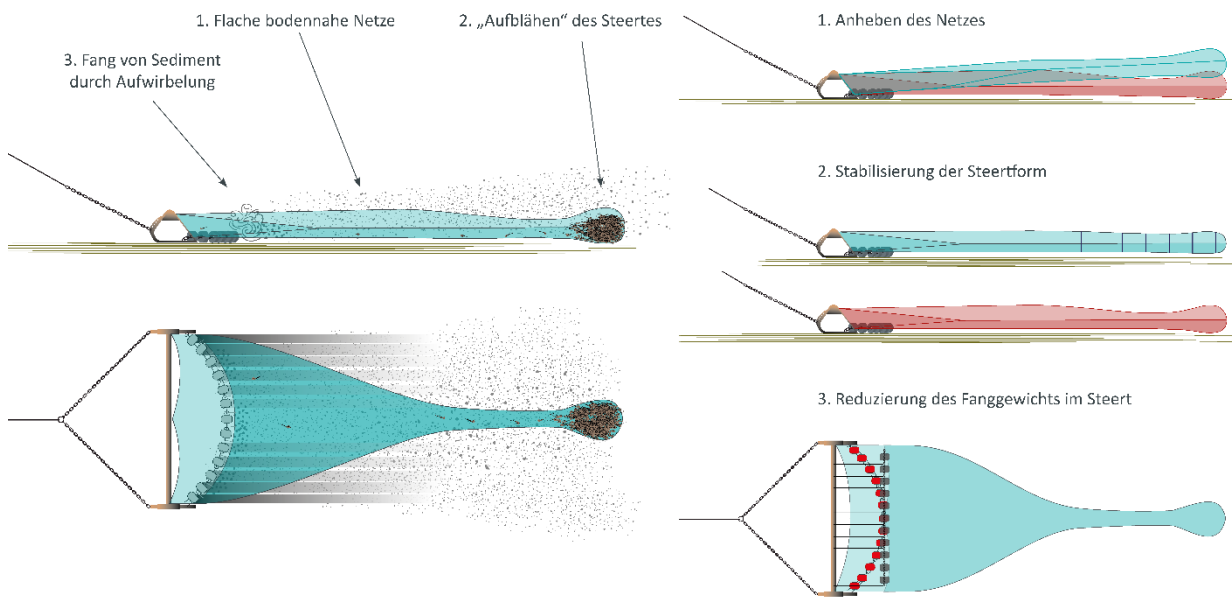 1. Flache bodennahe Netze
2. „Aufblähen“ des Steertes
3. Fang von Sediment
durch Aufwirbelung
1. Anheben des Netzes
2. Stabilisierung der Steertform
3. Reduzierung des Fanggewichts im Steert